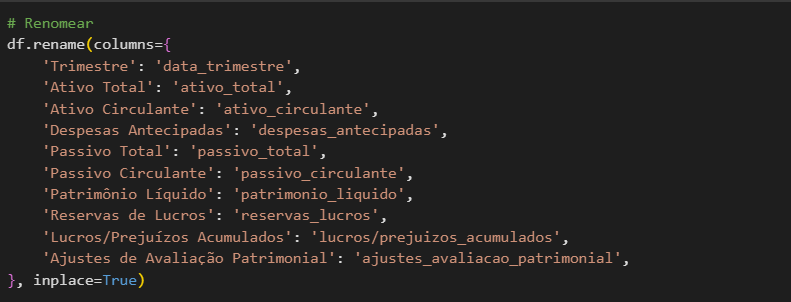 # Renomear
df.rename(columns={
    'Trimestre': 'data_trimestre',
    'Ativo Total': 'ativo_total',
    'Ativo Circulante': 'ativo_circulante',
    'Despesas Antecipadas': 'despesas_antecipadas',
    'Passivo Total': 'passivo_total',
    'Passivo Circulante': 'passivo_circulante',
    'Patrimônio Líquido': 'patrimonio_liquido',
    'Reservas de Lucros': 'reservas_lucros',
    'Lucros/Prejuízos Acumulados': 'lucros/prejuizos_acumulados',
    'Ajustes de Avaliação Patrimonial': 'ajustes_avaliacao_patrimonial',
}, inplace=True)